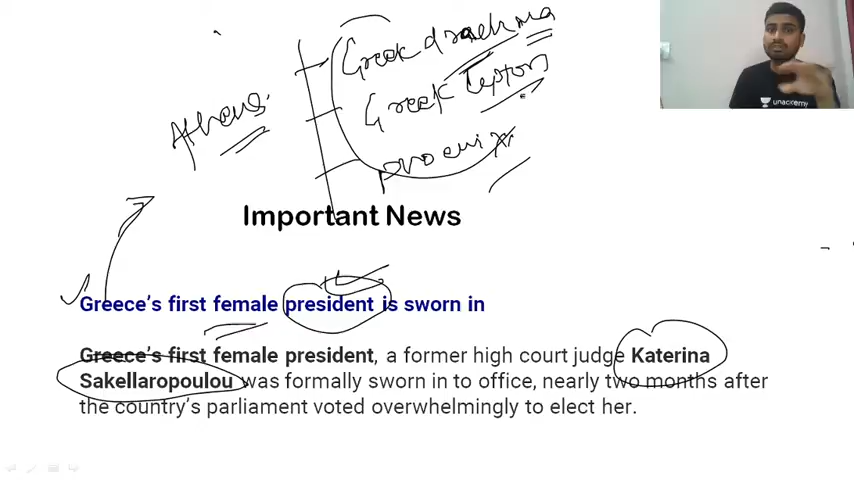 Greek drachma
Greek leptons
Athens
phoenix
unacademy
Important News
Greece's first female president is sworn in
Greece's first female president, a former high court judge Katerina
Sakellaropoulou was formally sworn in to office, nearly two months after
the country's parliament voted overwhelmingly to elect her.